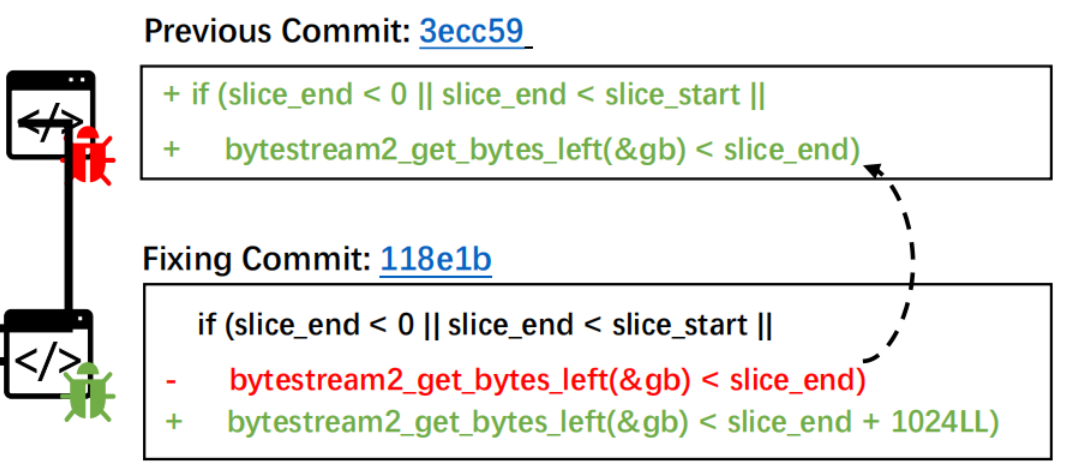 Previous Commit: 3ecc59
+ if (slice_end < 0 || slice_end < slice_start ||
+ bytestream2_get_bytes_left(&gb) < slice_end)
Fixing Commit: 118e1b
if (slice_end < 0 || slice_end < slice_start ||
- bytestream2_get_bytes_left(&gb) < slice_end)
+ bytestream2_get_bytes_left(&gb) < slice_end + 1024LL)